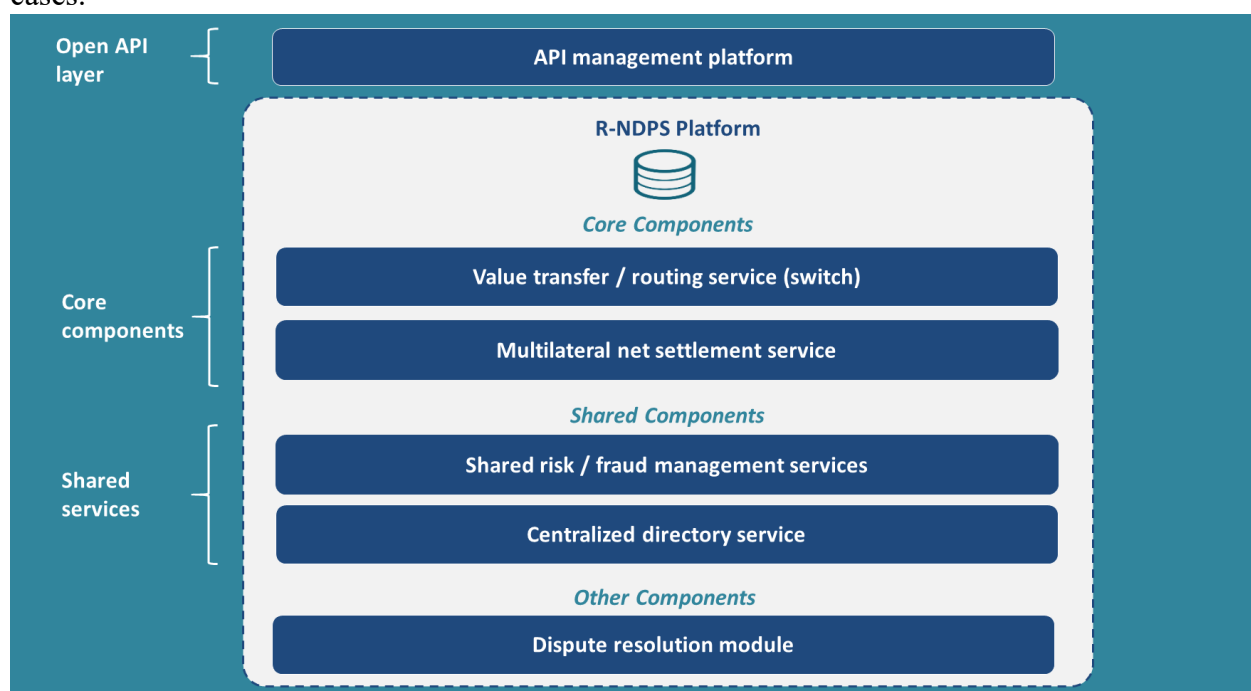 cases.
Open API
layer
API management platform
R-NDPS Platform
Core Components
Core
components
Value transfer / routing service (switch)
Multilateral net settlement service
Shared Components
Shared
services
Shared risk / fraud management services
Centralized directory service
Other Components
Dispute resolution module